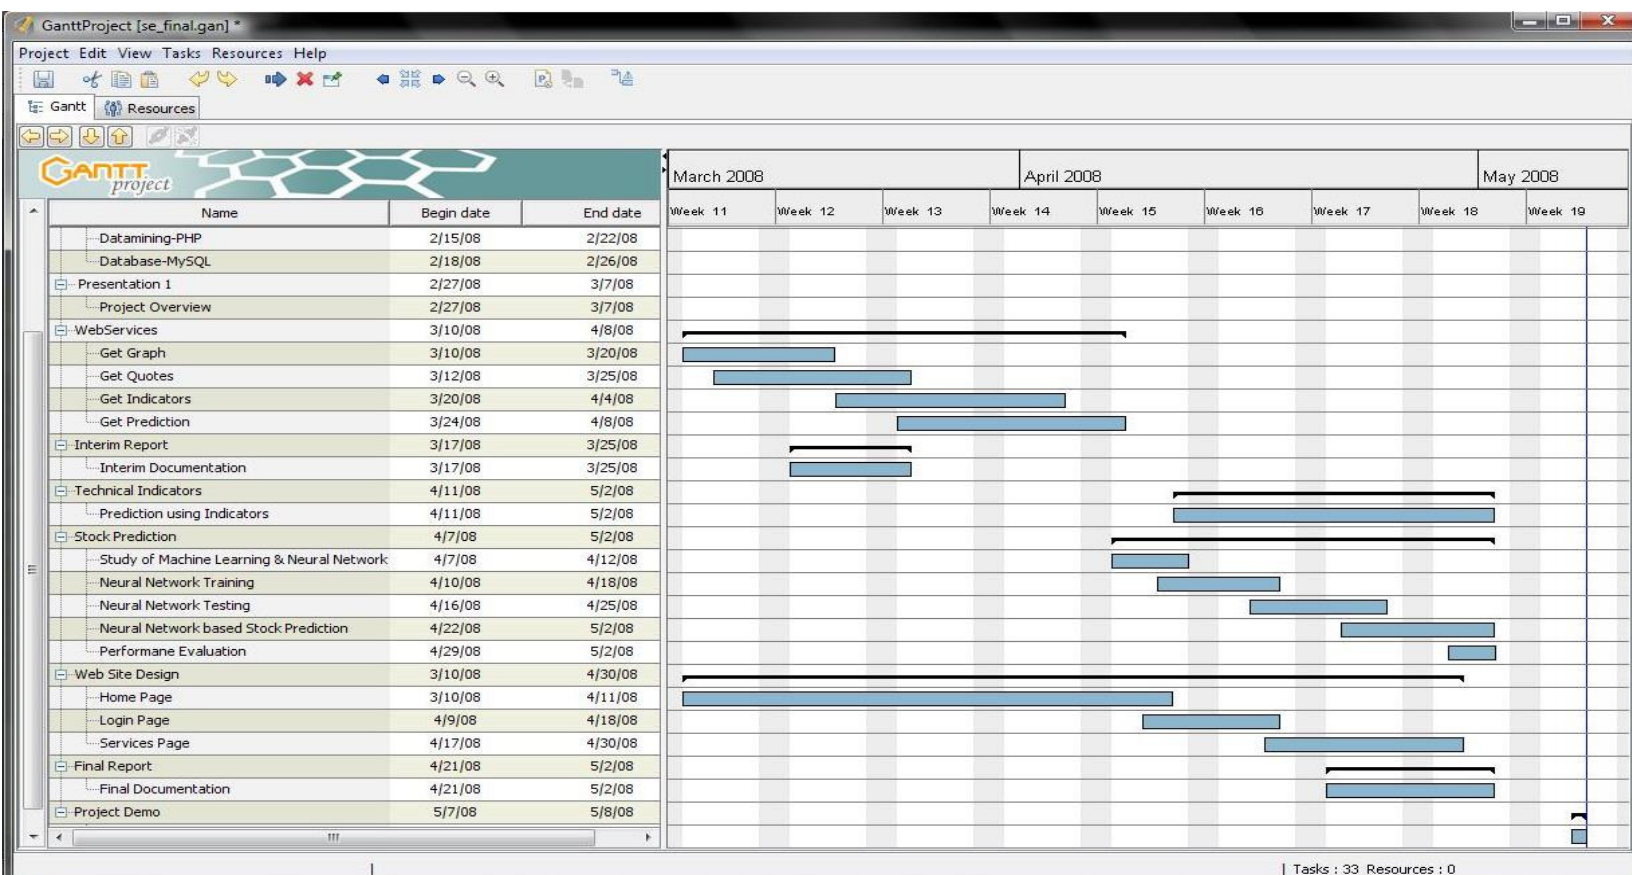 GanttProject [se_final.gan] *
Project Edit View Tasks Resources Help
Gantt Resources
GANTT project
March 2008 April 2008 May 2008
Name Begin date End date Week 11 Week 12 Week 13 Week 14 Week 15 Week 16 Week 17 Week 18 Week 19
Datamining-PHP 2/15/08 2/22/08
Database-MySQL 2/18/08 2/26/08
Presentation 1 2/27/08 3/7/08
Project Overview 2/27/08 3/7/08
WebServices 3/10/08 4/8/08
Get Graph 3/10/08 3/20/08
Get Quotes 3/12/08 3/25/08
Get Indicators 3/20/08 4/4/08
Get Prediction 3/24/08 4/8/08
Interim Report 3/17/08 3/25/08
Interim Documentation 3/17/08 3/25/08
Technical Indicators 4/11/08 5/2/08
Prediction using Indicators 4/11/08 5/2/08
Stock Prediction 4/7/08 5/2/08
Study of Machine Learning & Neural Network 4/7/08 4/12/08
Neural Network Training 4/10/08 4/18/08
Neural Network Testing 4/16/08 4/25/08
Neural Network based Stock Prediction 4/22/08 5/2/08
Performane Evaluation 4/29/08 5/2/08
Web Site Design 3/10/08 4/30/08
Home Page 3/10/08 4/11/08
Login Page 4/9/08 4/18/08
Services Page 4/17/08 4/30/08
Final Report 4/21/08 5/2/08
Final Documentation 4/21/08 5/2/08
Project Demo 5/7/08 5/8/08
Tasks : 33 Resources : 0